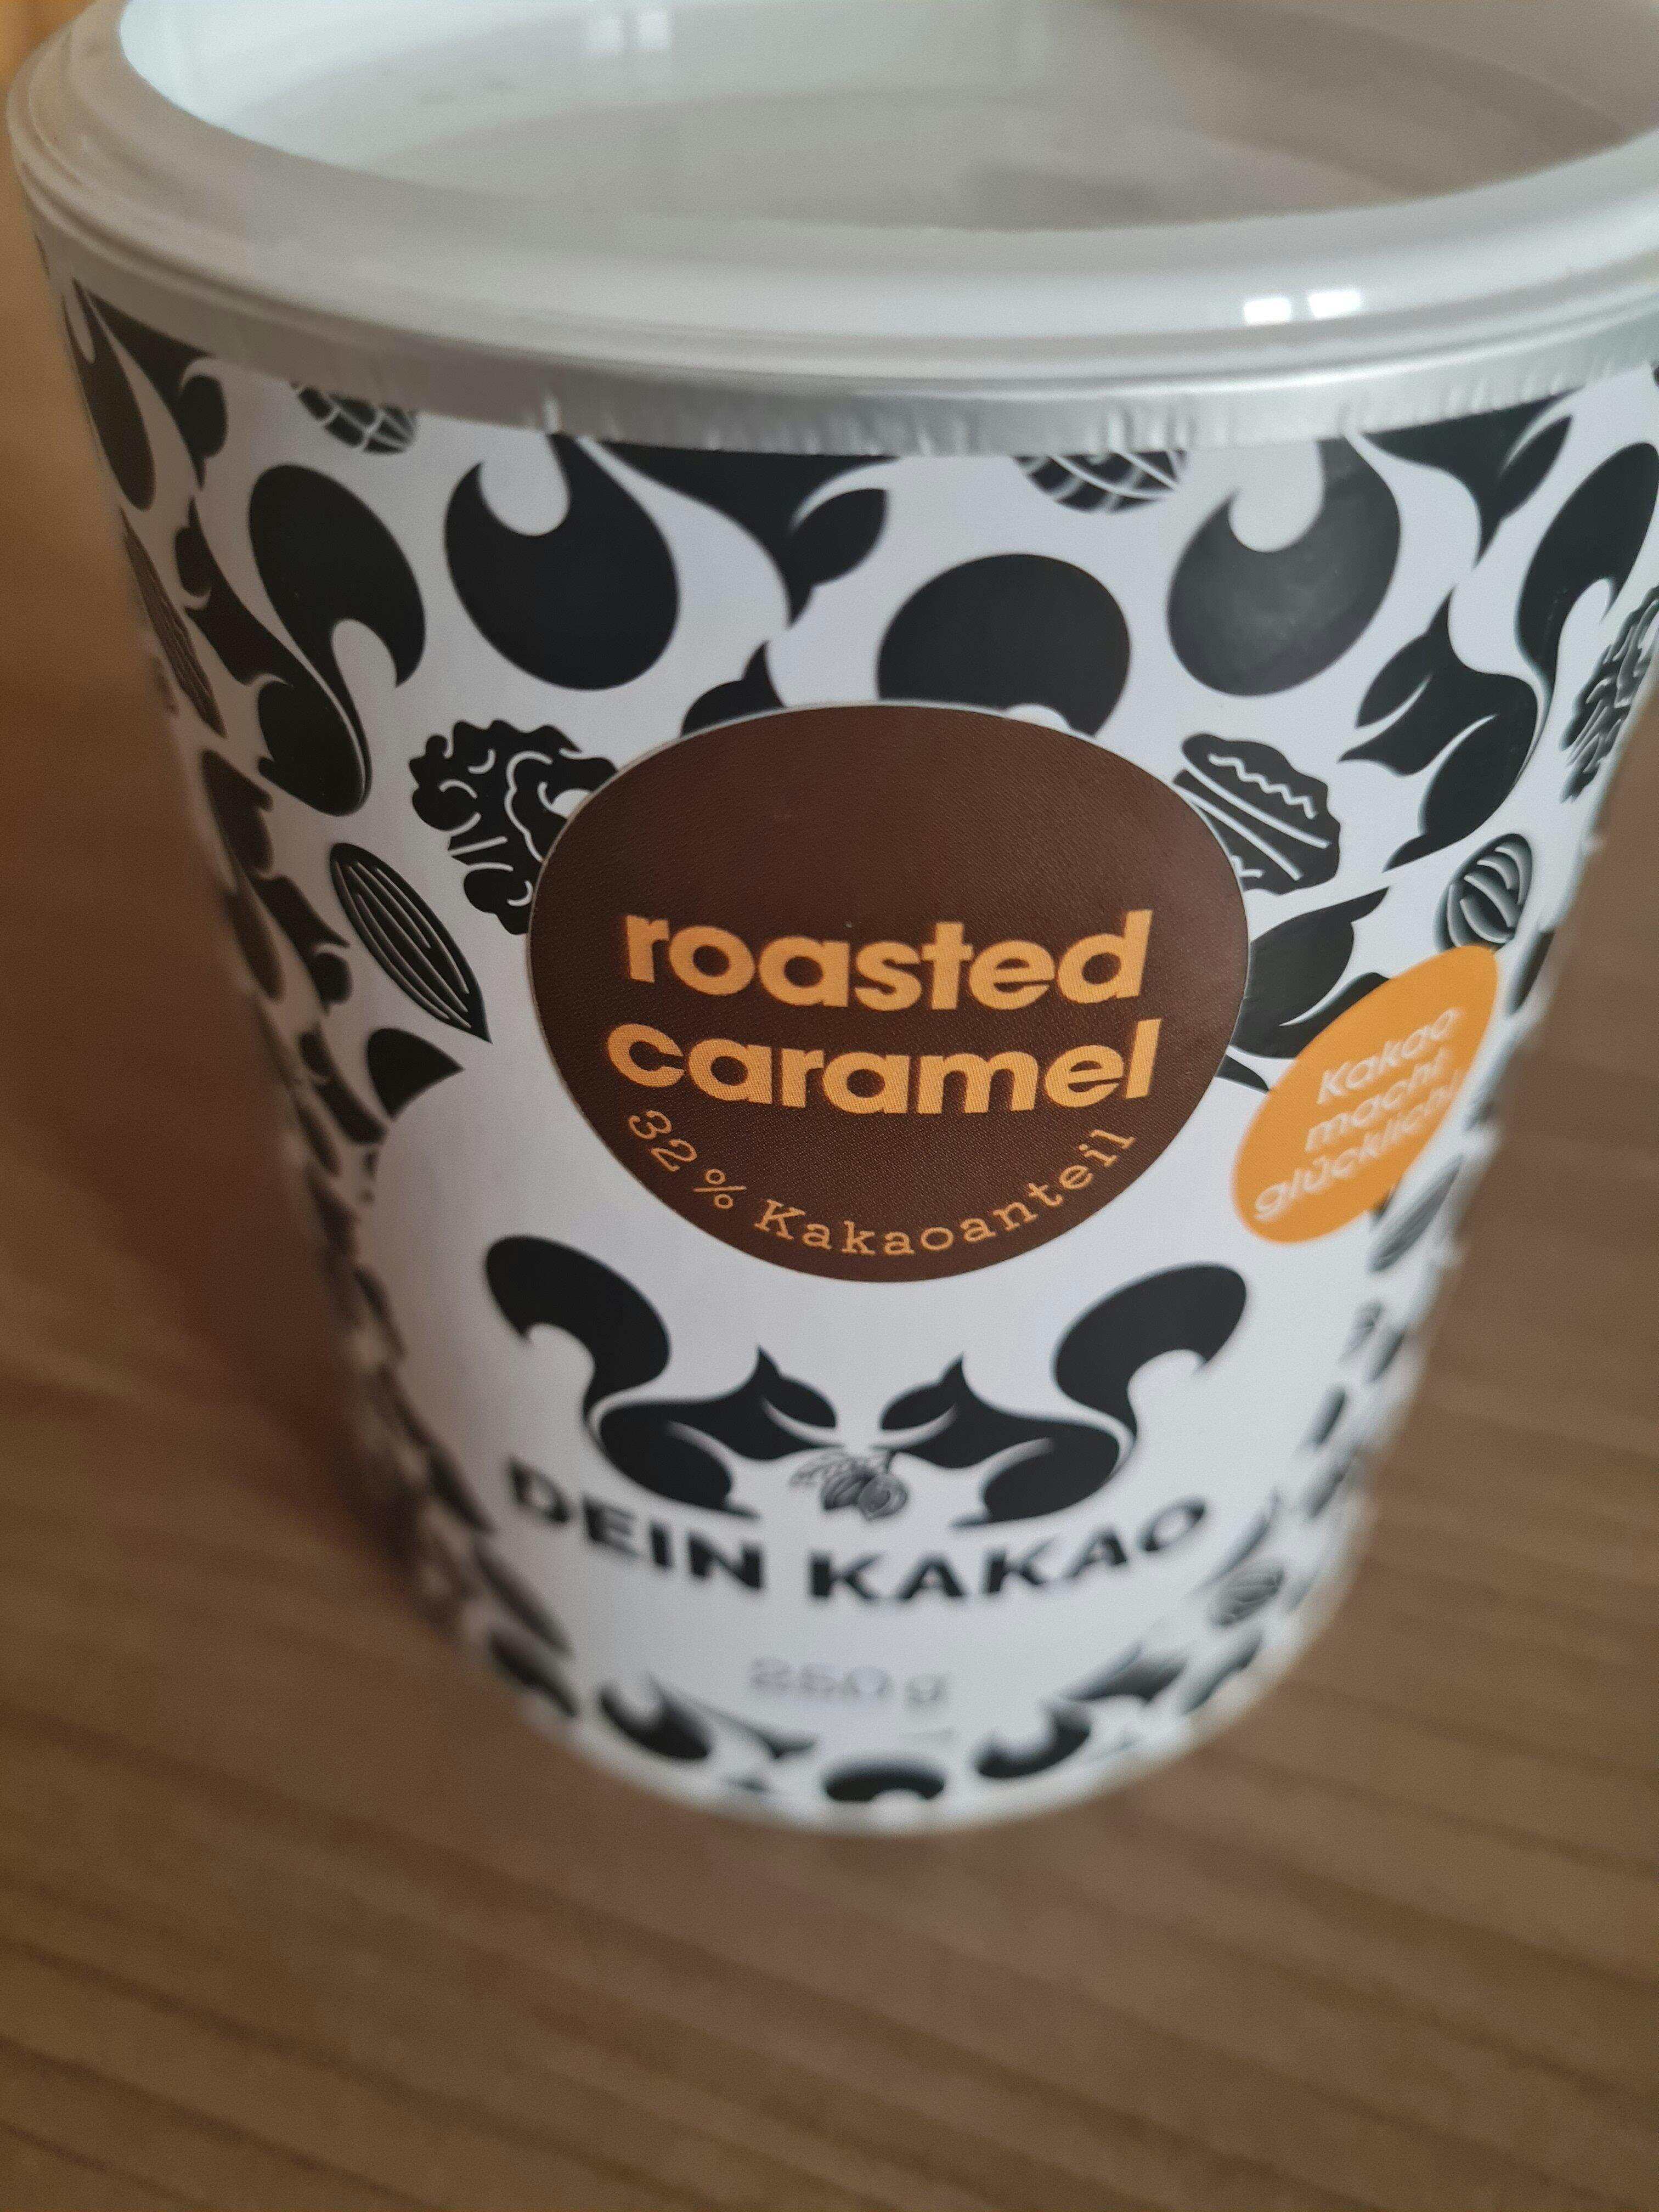 roasted
caramel
32 % Kakaoanteil
Kakao
macht
glücklich!
DEIN KAKAO
250 g